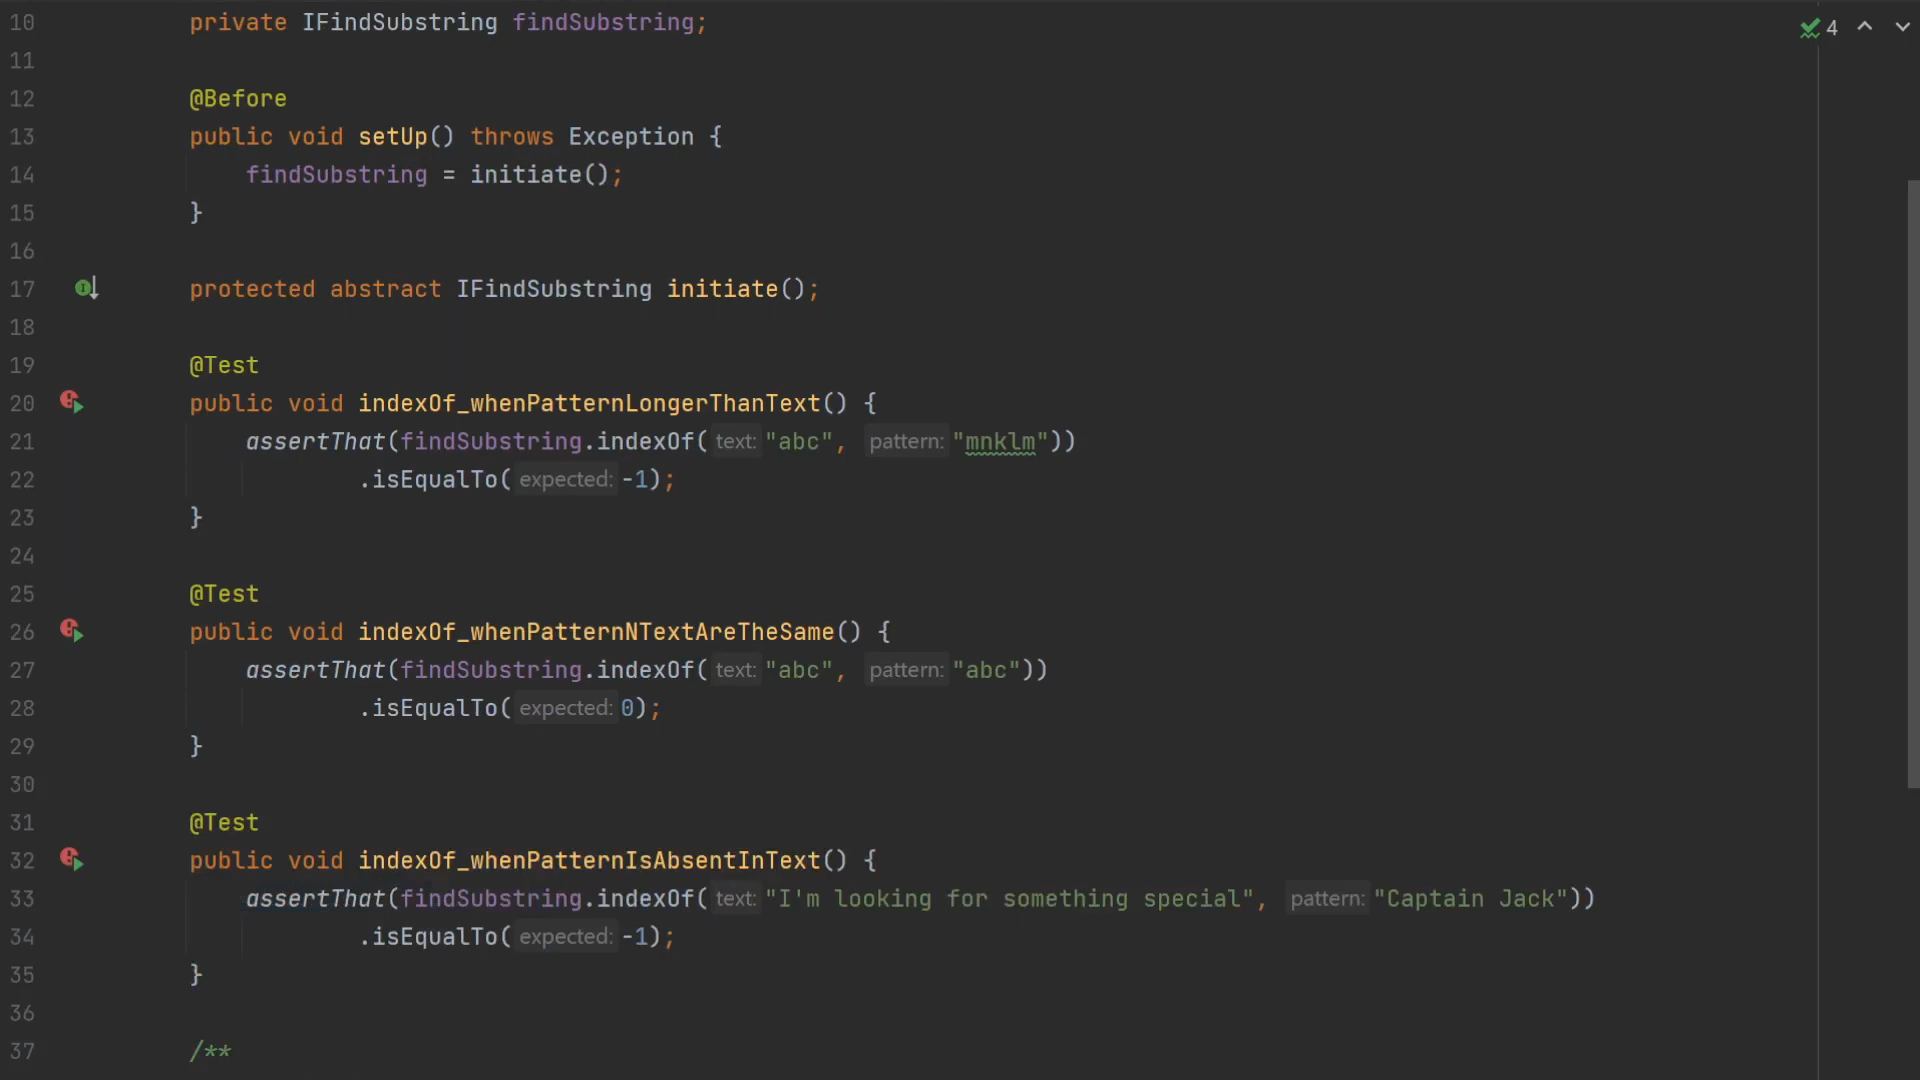 4
10 private IFindSubstring findSubstring;
11
12 @Before
13 public void setUp() throws Exception {
14 findSubstring = initiate();
15 }
16
17 protected abstract IFindSubstring initiate();
18
19 @Test
20 public void indexOf_whenPatternLongerThanText() {
21 assertThat(findSubstring.indexOf( text: "abc", pattern: "mnklm"))
22 .isEqualTo( expected: -1);
23 }
24
25 @Test
26 public void indexOf_whenPatternNTextAreTheSame() {
27 assertThat(findSubstring.indexOf( text: "abc", pattern: "abc"))
28 .isEqualTo( expected: 0);
29 }
30
31 @Test
32 public void indexOf_whenPatternIsAbsentInText() {
33 assertThat(findSubstring.indexOf( text: "I'm looking for something special", pattern: "Captain Jack"))
34 .isEqualTo( expected: -1);
35 }
36
37 /**